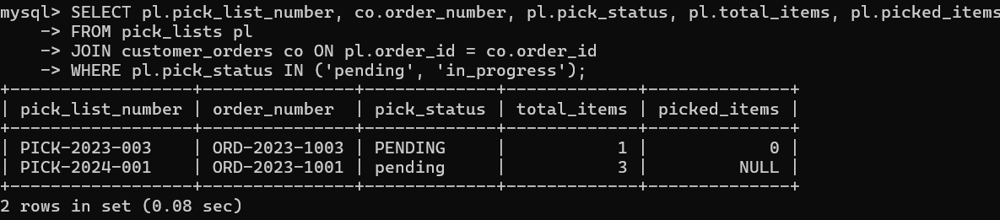 mysql> SELECT pl.pick_list_number, co.order_number, pl.pick_status, pl.total_items, pl.picked_items
    -> FROM pick_lists pl
    -> JOIN customer_orders co ON pl.order_id = co.order_id
    -> WHERE pl.pick_status IN ('pending', 'in_progress');
+------------------+---------------+-------------+-------------+--------------+
| pick_list_number | order_number  | pick_status | total_items | picked_items |
+------------------+---------------+-------------+-------------+--------------+
| PICK-2023-003    | ORD-2023-1003 | PENDING     |           1 |            0 |
| PICK-2024-001    | ORD-2023-1001 | pending     |           3 |         NULL |
+------------------+---------------+-------------+-------------+--------------+
2 rows in set (0.08 sec)